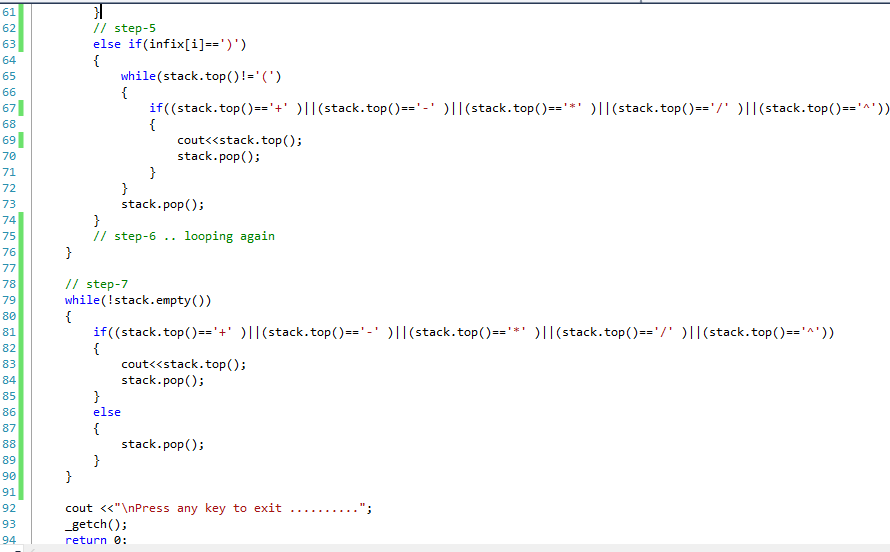 61 }
62 // step-5
63 else if(infix[i]==')')
64 {
65 while(stack.top()!='(')
66 {
67 if((stack.top()=='+' )||(stack.top()=='-' )||(stack.top()=='*' )||(stack.top()=='/' )||(stack.top()=='^'))
68 {
69 cout<<stack.top();
70 stack.pop();
71 }
72 }
73 stack.pop();
74 }
75 // step-6 .. looping again
76 }
77
78 // step-7
79 while(!stack.empty())
80 {
81 if((stack.top()=='+' )||(stack.top()=='-' )||(stack.top()=='*' )||(stack.top()=='/' )||(stack.top()=='^'))
82 {
83 cout<<stack.top();
84 stack.pop();
85 }
86 else
87 {
88 stack.pop();
89 }
90 }
91
92 cout <<"\nPress any key to exit ..........";
93 _getch();
94 return 0;